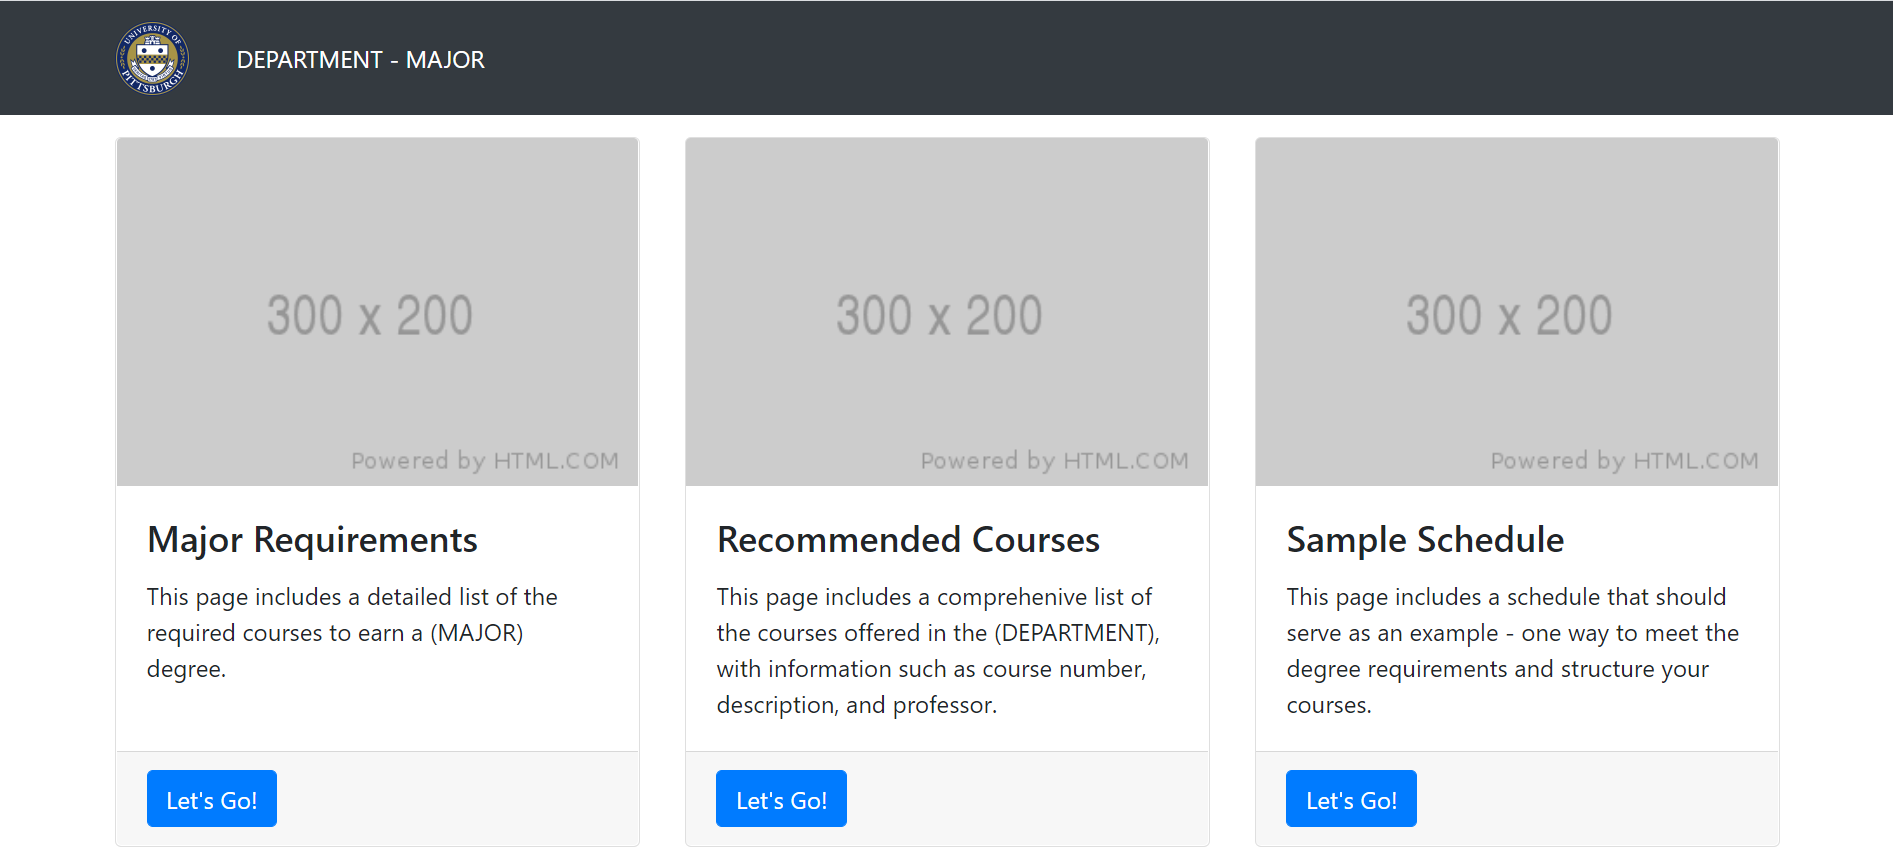 UNIVERSITY OF
PITTSBURGH
DEPARTMENT - MAJOR
300 x 200
Powered by HTML.COM
Major Requirements
This page includes a detailed list of the
required courses to earn a (MAJOR)
degree.
Let's Go!
300 x 200
Powered by HTML.COM
Recommended Courses
This page includes a comprehenive list of
the courses offered in the (DEPARTMENT),
with information such as course number,
description, and professor.
Let's Go!
300 x 200
Powered by HTML.COM
Sample Schedule
This page includes a schedule that should
serve as an example - one way to meet the
degree requirements and structure your
courses.
Let's Go!